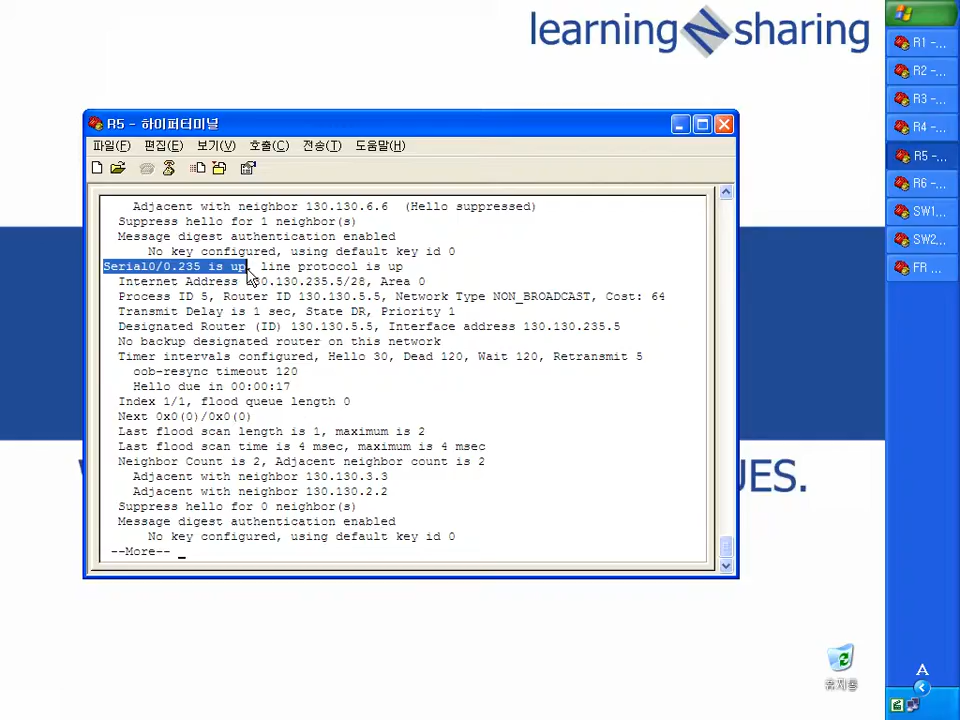 learning sharing
R1 -...
R2 -...
R3 -...
R4 -...
R5 -...
R6 -...
SW1...
SW2...
FR ...
R5 - 하이퍼터미널
파일(F) 편집(E) 보기(V) 호출(C) 전송(T) 도움말(H)
Adjacent with neighbor 130.130.6.6 (Hello suppressed)
Suppress hello for 1 neighbor(s)
Message digest authentication enabled
No key configured, using default key id 0
Serial0/0.235 is up, line protocol is up
Internet Address 130.130.235.5/28, Area 0
Process ID 5, Router ID 130.130.5.5, Network Type NON_BROADCAST, Cost: 64
Transmit Delay is 1 sec, State DR, Priority 1
Designated Router (ID) 130.130.5.5, Interface address 130.130.235.5
No backup designated router on this network
Timer intervals configured, Hello 30, Dead 120, Wait 120, Retransmit 5
oob-resync timeout 120
Hello due in 00:00:17
Index 1/1, flood queue length 0
Next 0x0(0)/0x0(0)
Last flood scan length is 1, maximum is 2
Last flood scan time is 4 msec, maximum is 4 msec
Neighbor Count is 2, Adjacent neighbor count is 2
Adjacent with neighbor 130.130.3.3
Adjacent with neighbor 130.130.2.2
Suppress hello for 0 neighbor(s)
Message digest authentication enabled
No key configured, using default key id 0
--More-- _
UES.
휴지통
A